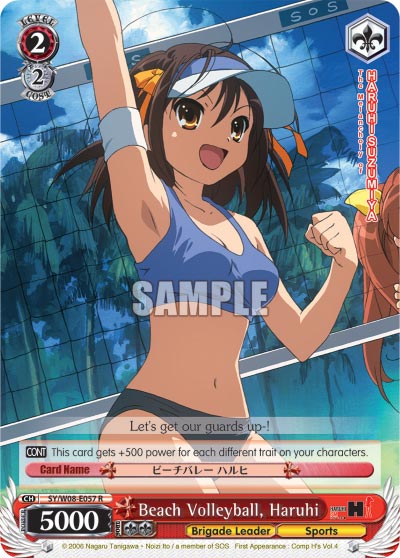 LEVEL
2
2
COST
SOS
The Melancholy of
HARUHI SUZUMIYA
SAMPLE
Let's get our guards up-!
CONT This card gets +500 power for each different trait on your characters.
Card Name ビーチバレー ハルヒ
CH SY/W08-E057 R
5000
Beach Volleyball, Haruhi
Brigade Leader Sports
© 2006 Nagaru Tanigawa • Noizi Ito / a member of SOS First Appearance : Comp H's Vol.4